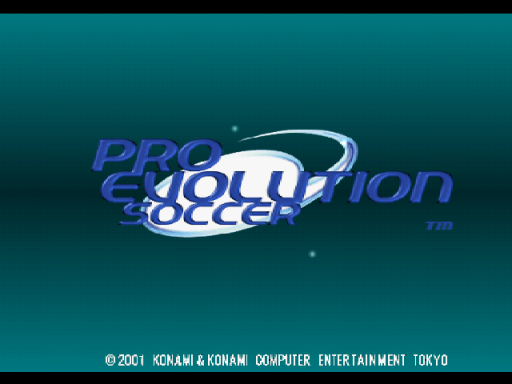 PRO
EVOLUTION
SOCCER
TM
© 2001 KONAMI & KONAMI COMPUTER ENTERTAINMENT TOKYO